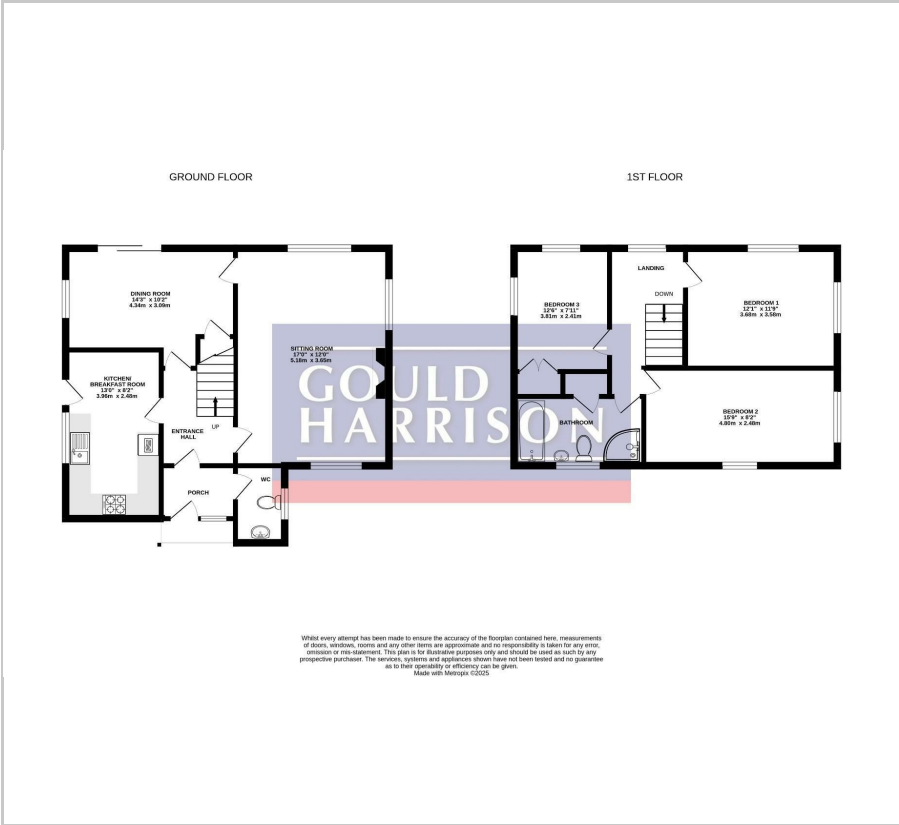 GROUND FLOOR
DINING ROOM
14'3" x 10'2"
4.34m x 3.09m
SITTING ROOM
17'0" x 12'0"
5.18m x 3.65m
KITCHEN/
BREAKFAST ROOM
13'0" x 8'2"
3.96m x 2.48m
ENTRANCE
HALL
UP
PORCH
WC
1ST FLOOR
LANDING
DOWN
BEDROOM 1
12'1" x 11'9"
3.68m x 3.58m
BEDROOM 3
12'6" x 7'11"
3.81m x 2.41m
BEDROOM 2
15'9" x 8'2"
4.80m x 2.48m
BATHROOM
GOULD
HARRISON
Whilst every attempt has been made to ensure the accuracy of the floorplan contained here, measurements
of doors, windows, rooms and any other items are approximate and no responsibility is taken for any error,
omission or mis-statement. This plan is for illustrative purposes only and should be used as such by any
prospective purchaser. The services, systems and appliances shown have not been tested and no guarantee
as to their operability or efficiency can be given.
Made with Metropix ©2025